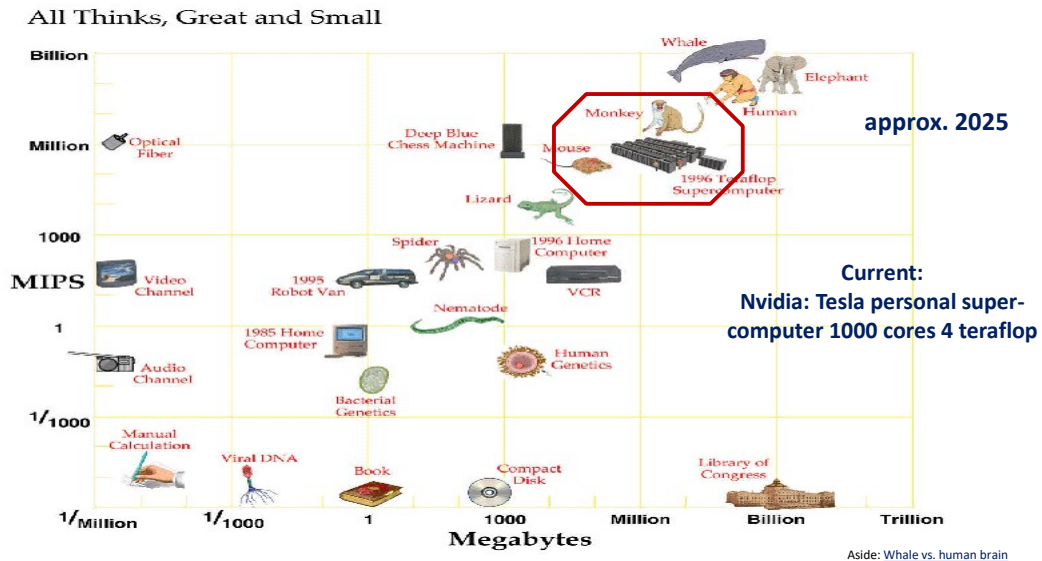 All Thinks, Great and Small
Billion
Whale
Elephant
Monkey
Human
approx. 2025
Million
Optical
Fiber
Deep Blue
Chess Machine
Mouse
1996 Teraflop
Supercomputer
Lizard
1000
Spider
1996 Home
Computer
MIPS
Video
Channel
1995
Robot Van
VCR
Current:
Nvidia: Tesla personal super-
computer 1000 cores 4 teraflop
Nematode
1
1985 Home
Computer
Human
Genetics
Audio
Channel
Bacterial
Genetics
1/1000
Manual
Calculation
Viral DNA
Book
Compact
Disk
Library of
Congress
1/Million
1/1000
1
1000
Million
Billion
Trillion
Megabytes
Aside: Whale vs. human brain